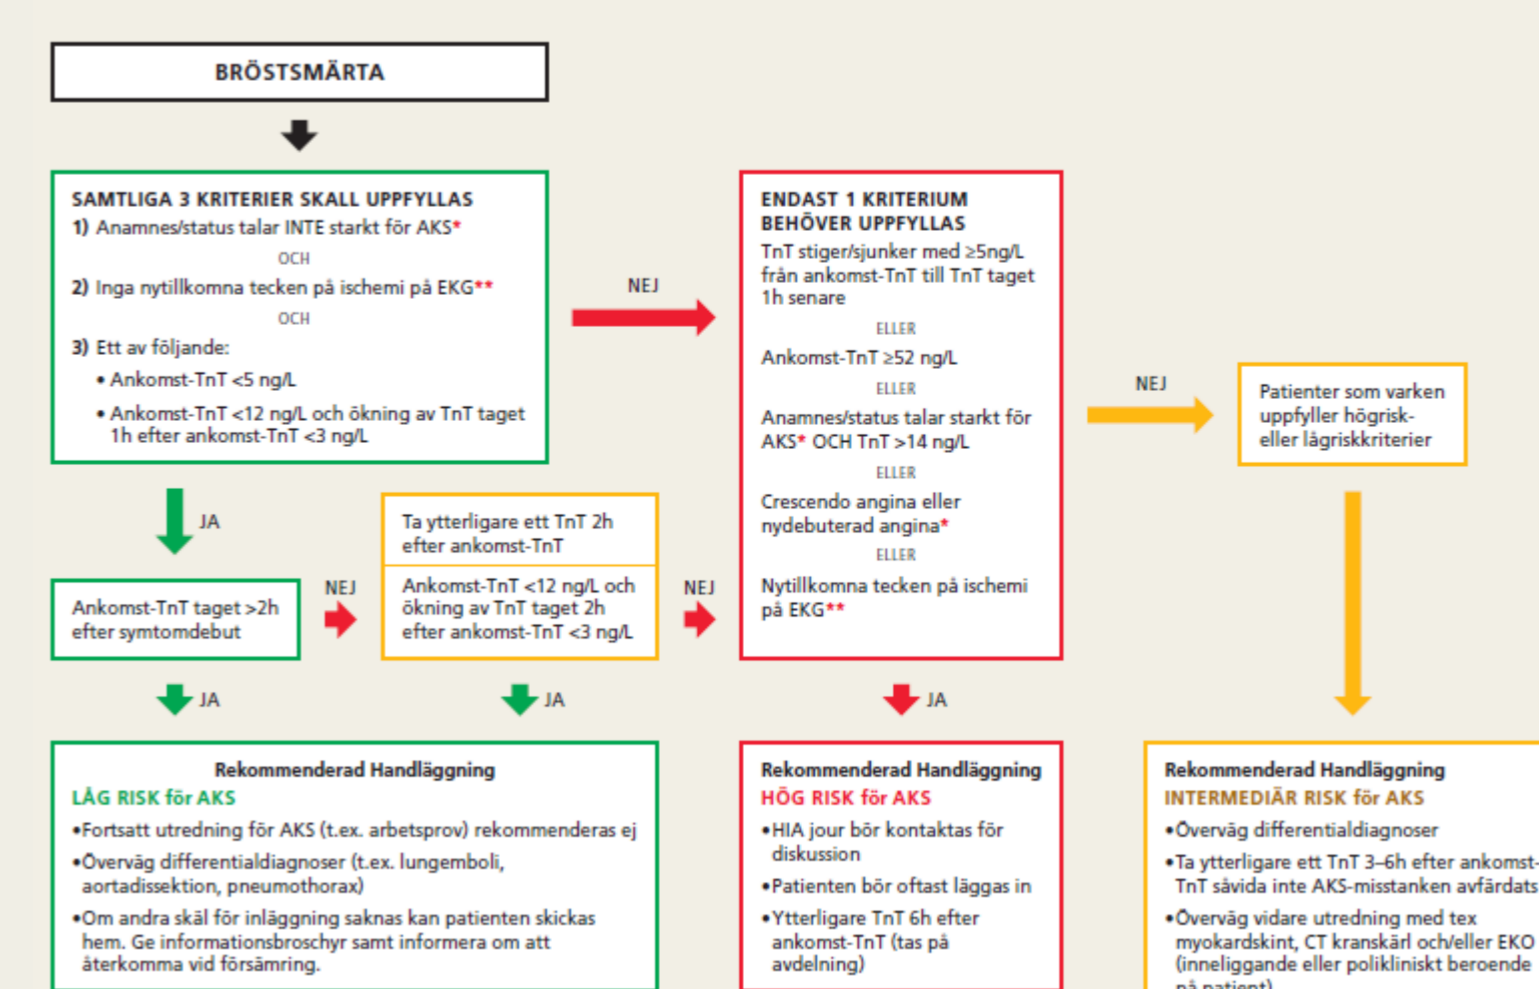 BRÖSTSMÄRTA
SAMTLIGA 3 KRITERIER SKALL UPPFYLLAS
1) Anamnes/status talar INTE starkt för AKS*
OCH
2) Inga nytillkomna tecken på ischemi på EKG**
OCH
3) Ett av följande:
• Ankomst-TnT <5 ng/L
• Ankomst-TnT <12 ng/L och ökning av TnT taget
1h efter ankomst-TnT <3 ng/L
NEJ
ENDAST 1 KRITERIUM
BEHÖVER UPPFYLLAS
TnT stiger/sjunker med ≥5ng/L
från ankomst-TnT till TnT taget
1h senare
ELLER
Ankomst-TnT ≥52 ng/L
ELLER
Anamnes/status talar starkt för
AKS* OCH TnT >14 ng/L
ELLER
Crescendo angina eller
nydebuterad angina*
ELLER
Nytillkomna tecken på ischemi
på EKG**
NEJ
Patienter som varken
uppfyller högrisk-
eller lågriskkriterier
JA
Ankomst-TnT taget >2h
efter symtomdebut
NEJ
Ta ytterligare ett TnT 2h
efter ankomst-TnT
Ankomst-TnT <12 ng/L och
ökning av TnT taget 2h
efter ankomst-TnT <3 ng/L
NEJ
JA
JA
JA
Rekommenderad Handläggning
LÅG RISK för AKS
•Fortsatt utredning för AKS (t.ex. arbetsprov) rekommenderas ej
•Överväg differentialdiagnoser (t.ex. lungemboli,
aortadissektion, pneumothorax)
•Om andra skäl för inläggning saknas kan patienten skickas
hem. Ge informationsbroschyr samt informera om att
återkomma vid försämring.
Rekommenderad Handläggning
HÖG RISK för AKS
•HIA jour bör kontaktas för
diskussion
•Patienten bör oftast läggas in
•Ytterligare TnT 6h efter
ankomst-TnT (tas på
avdelning)
Rekommenderad Handläggning
INTERMEDIÄR RISK för AKS
•Överväg differentialdiagnoser
•Ta ytterligare ett TnT 3–6h efter ankomst-
TnT såvida inte AKS-misstanken avfärdats
•Överväg vidare utredning med tex
myokardskint, CT kranskärl och/eller EKO
(inneliggande eller polikliniskt beroende
på patient)